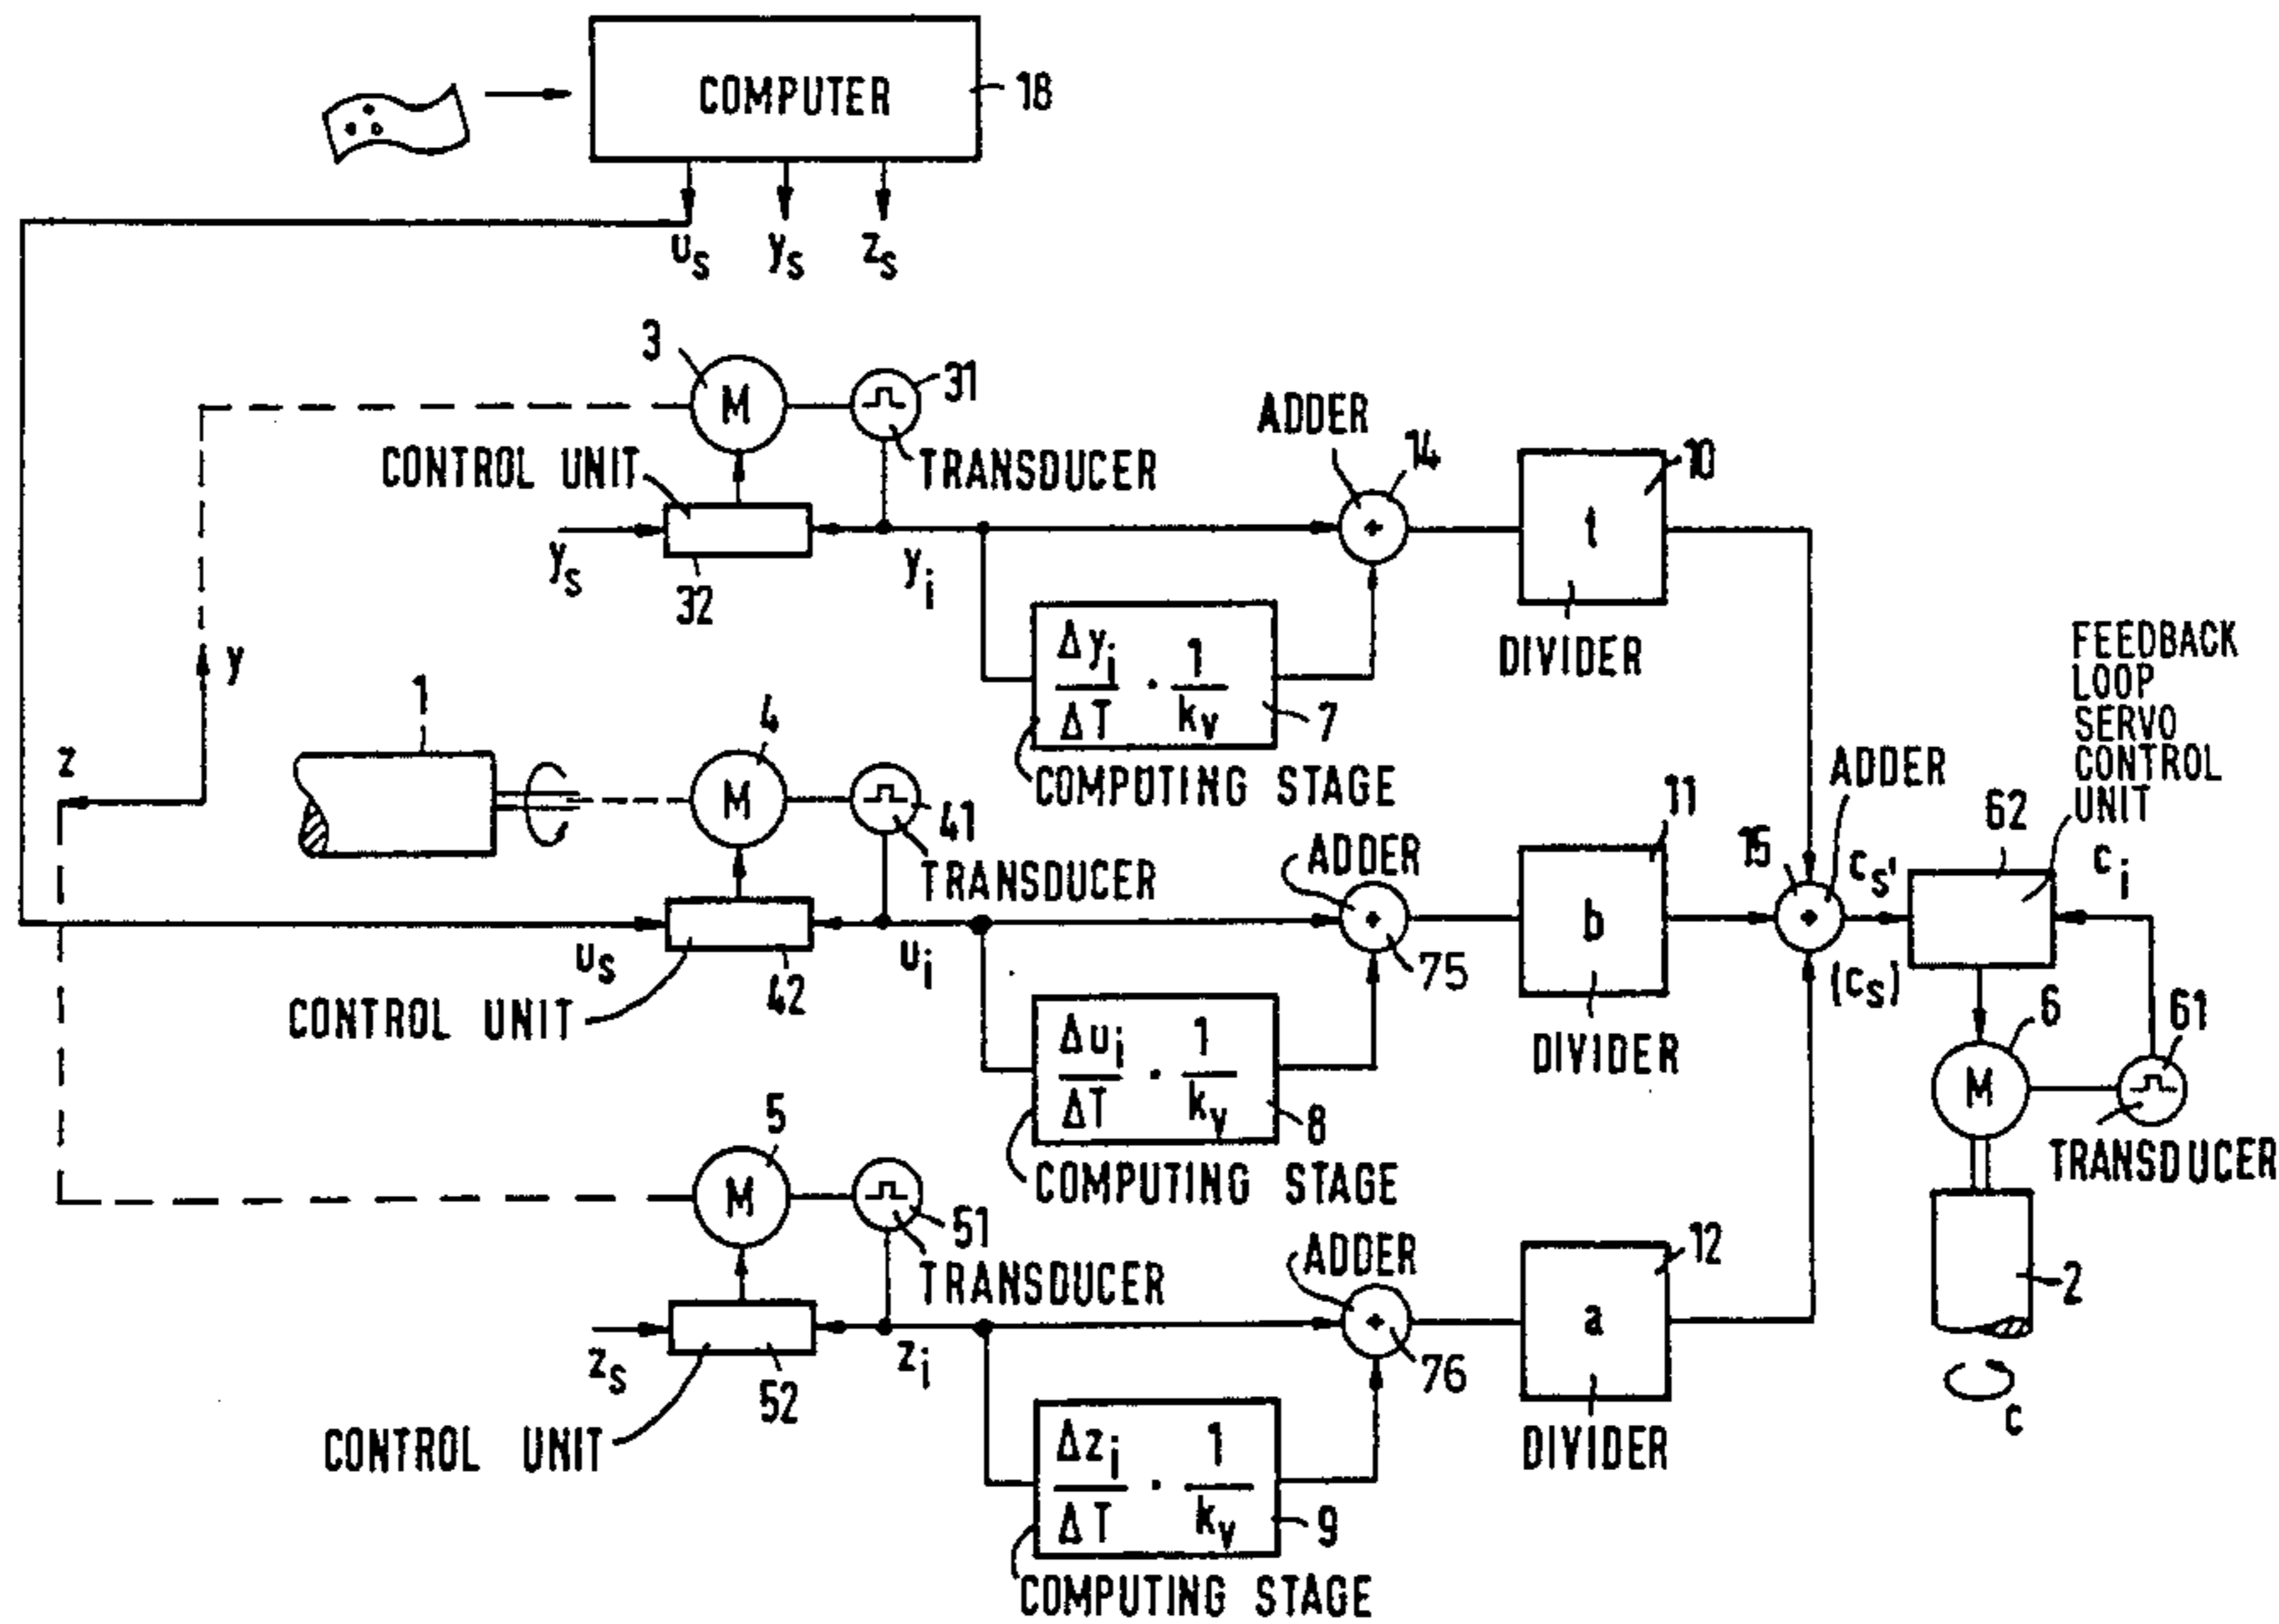 COMPUTER
18
u_s y_s z_s
3
M
31
TRANSDUCER
CONTROL UNIT
y_s
32
y_i
ADDER
14
t
10
DIVIDER
Δy_i / ΔT · 1 / k_v
7
COMPUTING STAGE
y
z
1
4
M
41
TRANSDUCER
u_s
42
u_i
CONTROL UNIT
ADDER
75
b
11
DIVIDER
Δu_i / ΔT · 1 / k_v
8
COMPUTING STAGE
5
M
51
TRANSDUCER
z_s
52
z_i
CONTROL UNIT
ADDER
76
a
12
DIVIDER
Δz_i / ΔT · 1 / k_v
9
COMPUTING STAGE
15
ADDER
c_s'
(c_s)
62
FEEDBACK
LOOP
SERVO
CONTROL
UNIT
c_i
6
M
61
TRANSDUCER
2
c